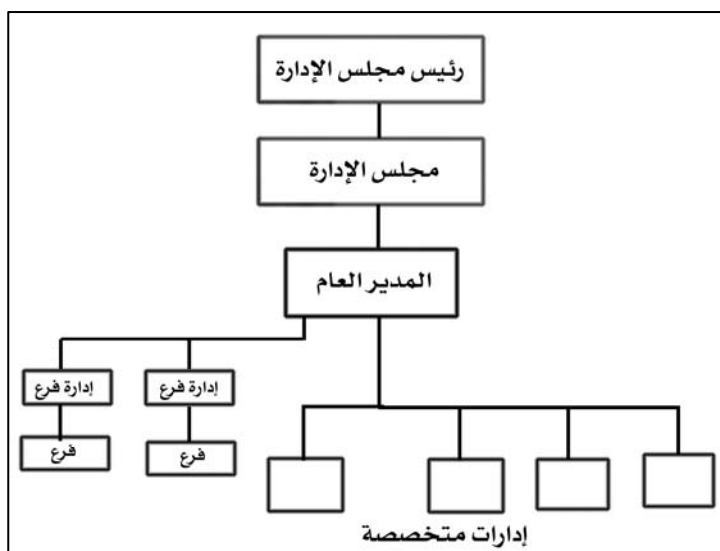 رئيس مجلس الإدارة
مجلس الإدارة
المدير العام
إدارة فرع
إدارة فرع
فرع
فرع
إدارات متخصصة